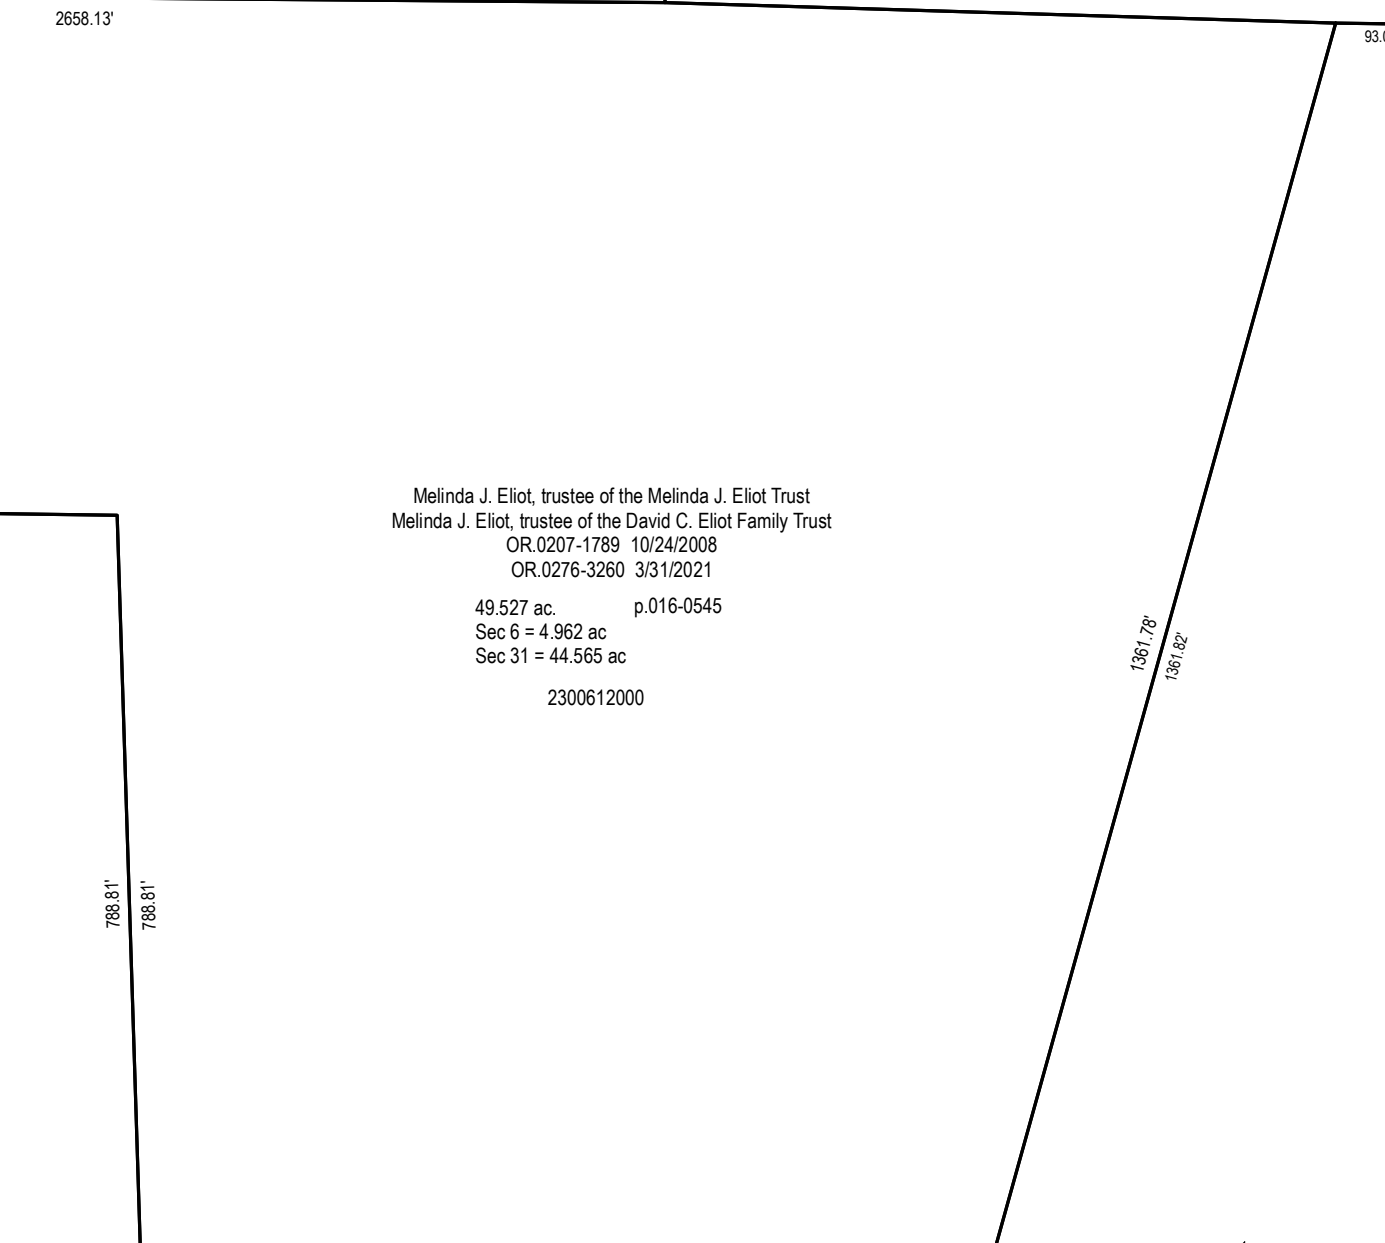 2658.13'
Melinda J. Eliot, trustee of the Melinda J. Eliot Trust
Melinda J. Eliot, trustee of the David C. Eliot Family Trust
OR.0207-1789 10/24/2008
OR.0276-3260 3/31/2021
49.527 ac. p.016-0545
Sec 6 = 4.962 ac
Sec 31 = 44.565 ac
2300612000
1361.78'
1361.82'
788.81'
788.81'